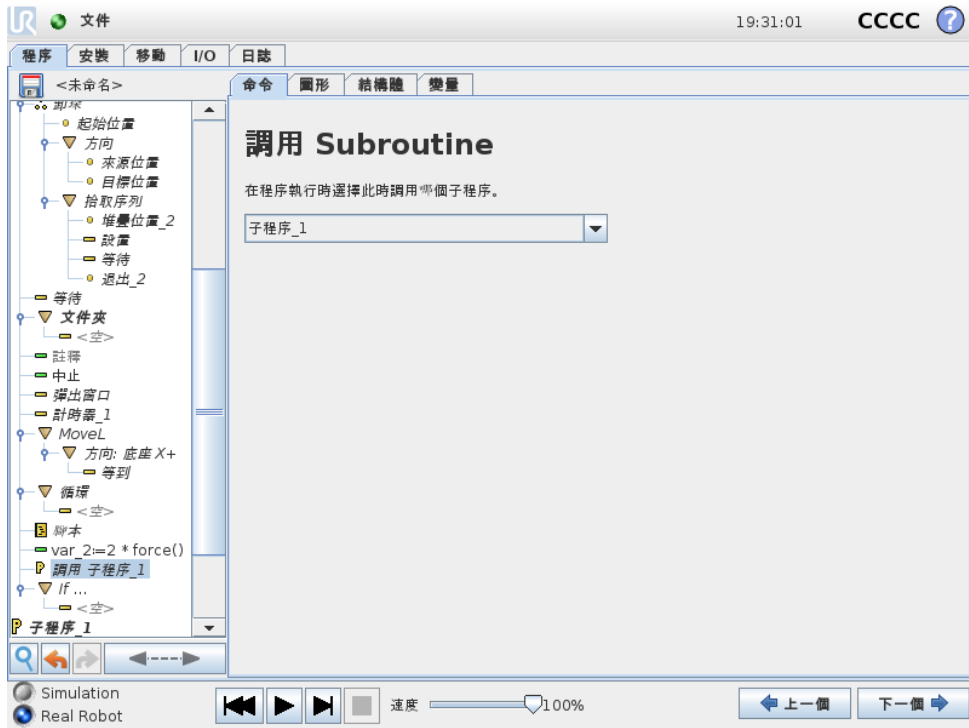 UR 文件 19:31:01 CCCC ?
程序 安裝 移動 I/O 日誌
<未命名>
命令 圖形 結構體 變量
起始位置
方向
來源位置
目標位置
拾取序列
堆疊位置_2
設置
等待
退出_2
等待
文件夾
<空>
註釋
中止
彈出窗口
計時器_1
MoveL
方向: 底座 X+
等到
循環
<空>
腳本
var_2:=2 * force()
調用 子程序_1
If ...
<空>
子程序_1
調用 Subroutine
在程序執行時選擇此時調用哪個子程序。
子程序_1
Simulation
Real Robot
速度 100%
上一個 下一個